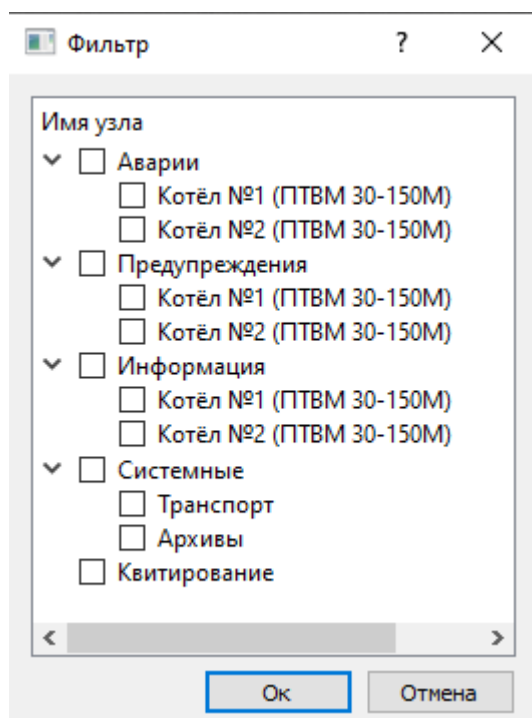 Фильтр ?
Имя узла
Аварии
Котёл №1 (ПТВМ 30-150М)
Котёл №2 (ПТВМ 30-150М)
Предупреждения
Котёл №1 (ПТВМ 30-150М)
Котёл №2 (ПТВМ 30-150М)
Информация
Котёл №1 (ПТВМ 30-150М)
Котёл №2 (ПТВМ 30-150М)
Системные
Транспорт
Архивы
Квитирование
Ок Отмена